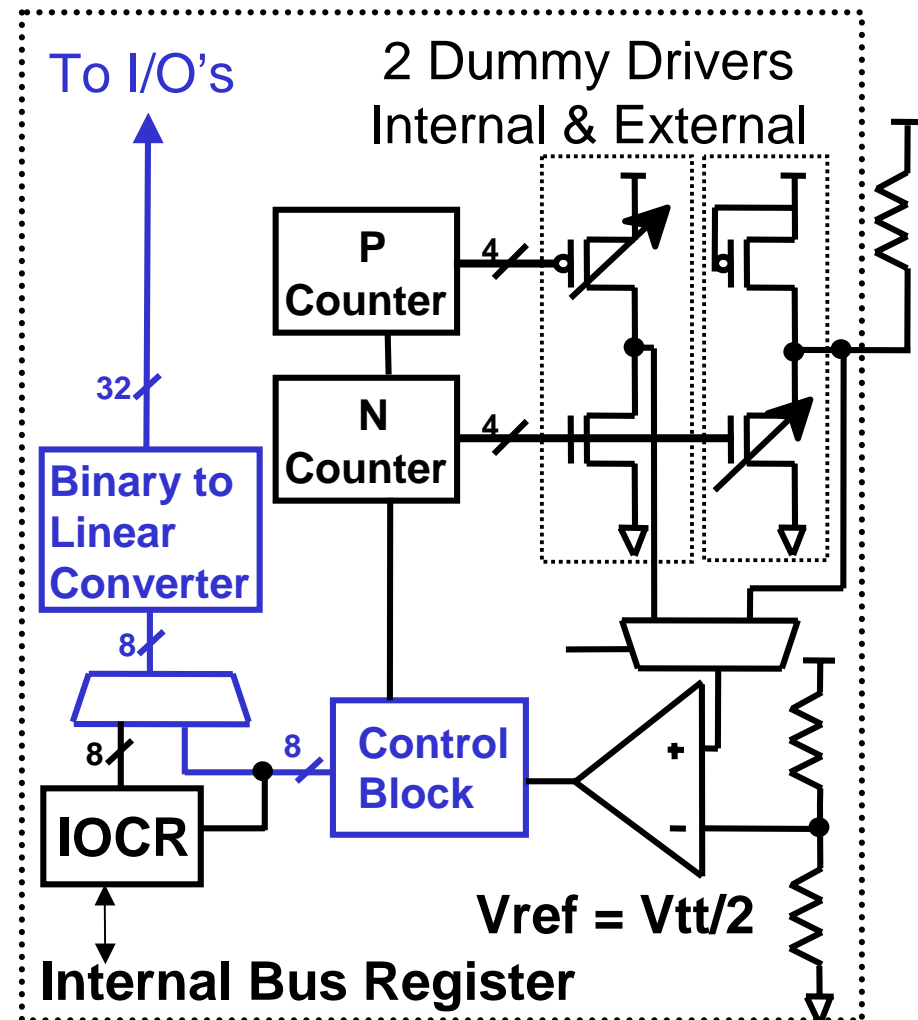 To I/O's
2 Dummy Drivers
Internal & External
P
Counter
4
N
Counter
4
32
Binary to
Linear
Converter
8
8
8
Control
Block
+
-
IOCR
Vref = Vtt/2
Internal Bus Register